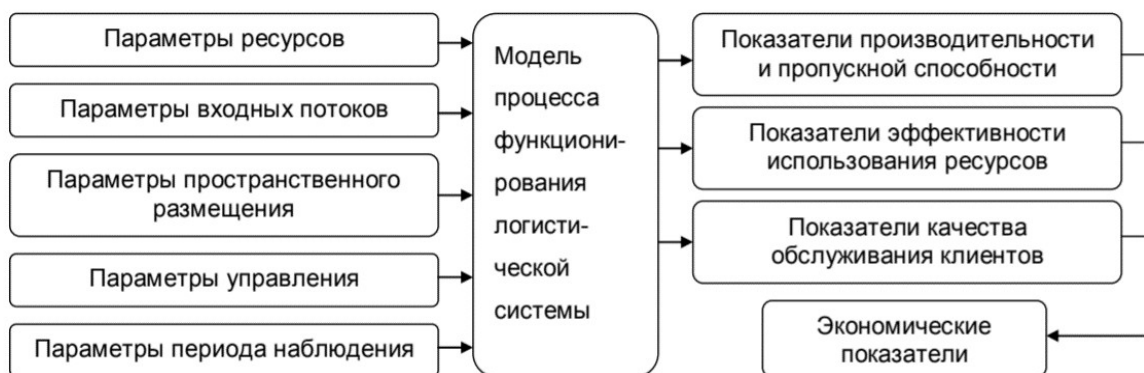 Параметры ресурсов
Параметры входных потоков
Параметры пространственного
размещения
Параметры управления
Параметры периода наблюдения
Модель
процесса
функциони-
рования
логисти-
ческой
системы
Показатели производительности
и пропускной способности
Показатели эффективности
использования ресурсов
Показатели качества
обслуживания клиентов
Экономические
показатели